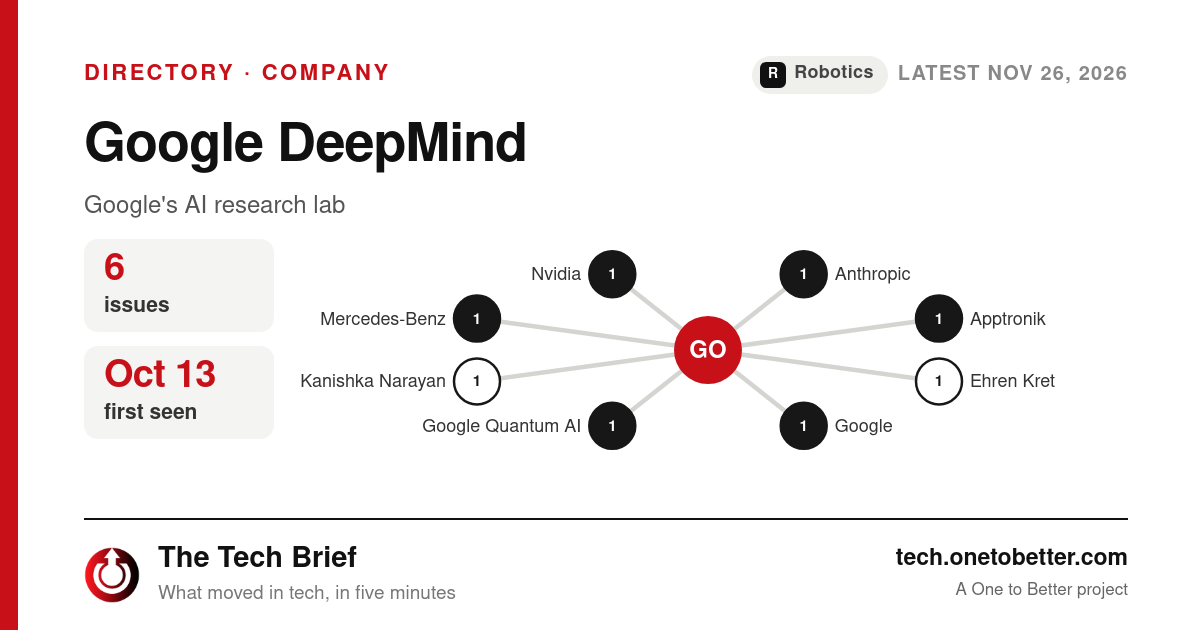 DIRECTORY · COMPANY
R Robotics LATEST NOV 26, 2026
Google DeepMind
Google's AI research lab
6
issues
Oct 13
first seen
Nvidia 1
1 Anthropic
Mercedes-Benz 1
1 Apptronik
GO
Kanishka Narayan 1
1 Ehren Kret
Google Quantum AI 1
1 Google
The Tech Brief
What moved in tech, in five minutes
tech.onetobetter.com
A One to Better project